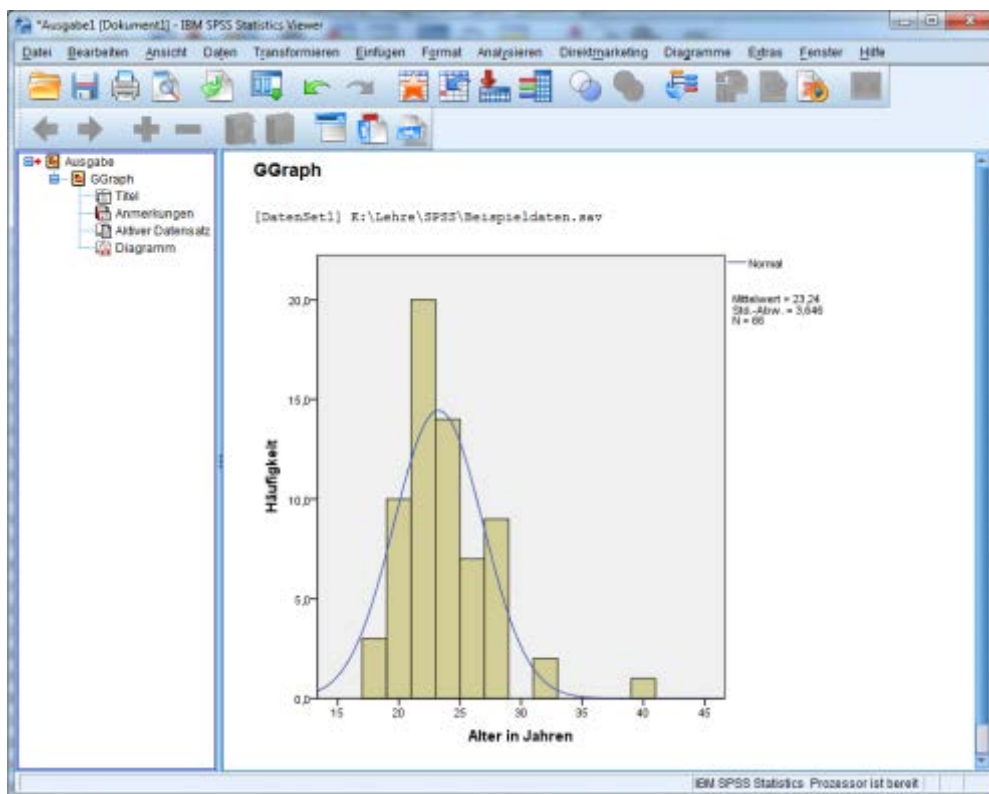 *Ausgabe1 [Dokument1] - IBM SPSS Statistics Viewer
Datei Bearbeiten Ansicht Daten Transformieren Einfügen Format Analysieren Direktmarketing Diagramme Extras Fenster Hilfe
Ausgabe
GGraph
Titel
Anmerkungen
Aktiver Datensatz
Diagramm
GGraph
[DatenSet1] K:\Lehre\SPSS\Beispieldaten.sav
Normal
Mittelwert = 23,24
Std.-Abw. = 3,646
N = 66
Häufigkeit
20,0
15,0
10,0
5,0
0,0
15 20 25 30 35 40 45
Alter in Jahren
IBM SPSS Statistics Prozessor ist bereit